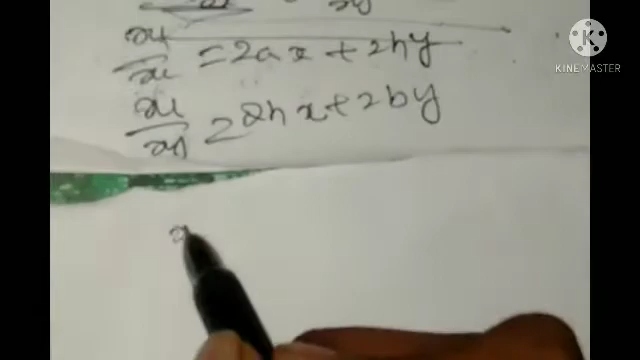 ∂u/∂x = 2ax + 2hy
∂u/∂y = 2hx + 2by
KINEMASTER